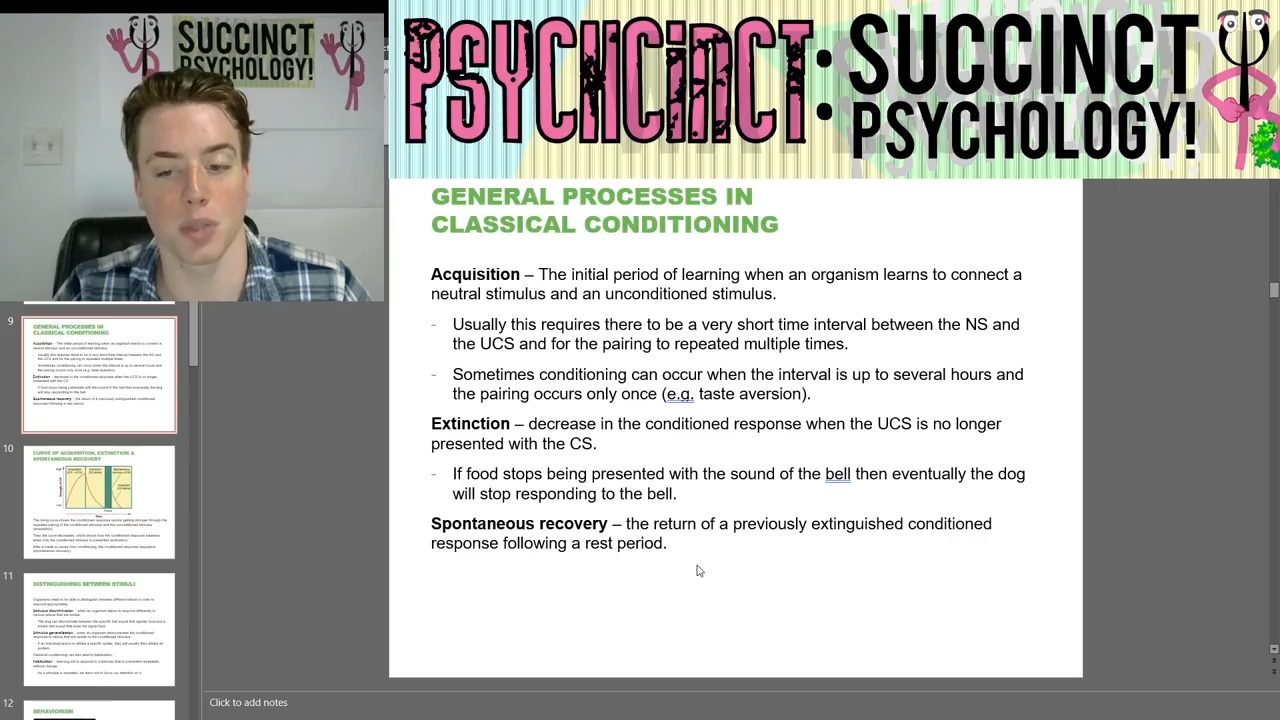 SUCCINCT
PSYCHOLOGY!
PSYCHCINCT:
SUCCINCT
PSYCHOLOGY!
GENERAL PROCESSES IN
CLASSICAL CONDITIONING
Acquisition – The initial period of learning when an organism learns to connect a
neutral stimulus and an unconditioned stimulus.
- Usually this requires there to be a very short time interval between the NS and
the UCS and for the pairing to repeated multiple times.
- Sometimes conditioning can occur when the interval is up to several hours and
the pairing occurs only once (e.g. taste aversion).
Extinction – decrease in the conditioned response when the UCS is no longer
presented with the CS.
- If food stops being presented with the sound of the bell then eventually the dog
will stop responding to the bell.
Spontaneous recovery – the return of a previously extinguished conditioned
response following a rest period.
9
GENERAL PROCESSES IN
CLASSICAL CONDITIONING
10
CURVE OF ACQUISITION, EXTINCTION &
SPONTANEOUS RECOVERY
11
DISTINGUISHING BETWEEN STIMULI
12
BEHAVIORISM
Click to add notes